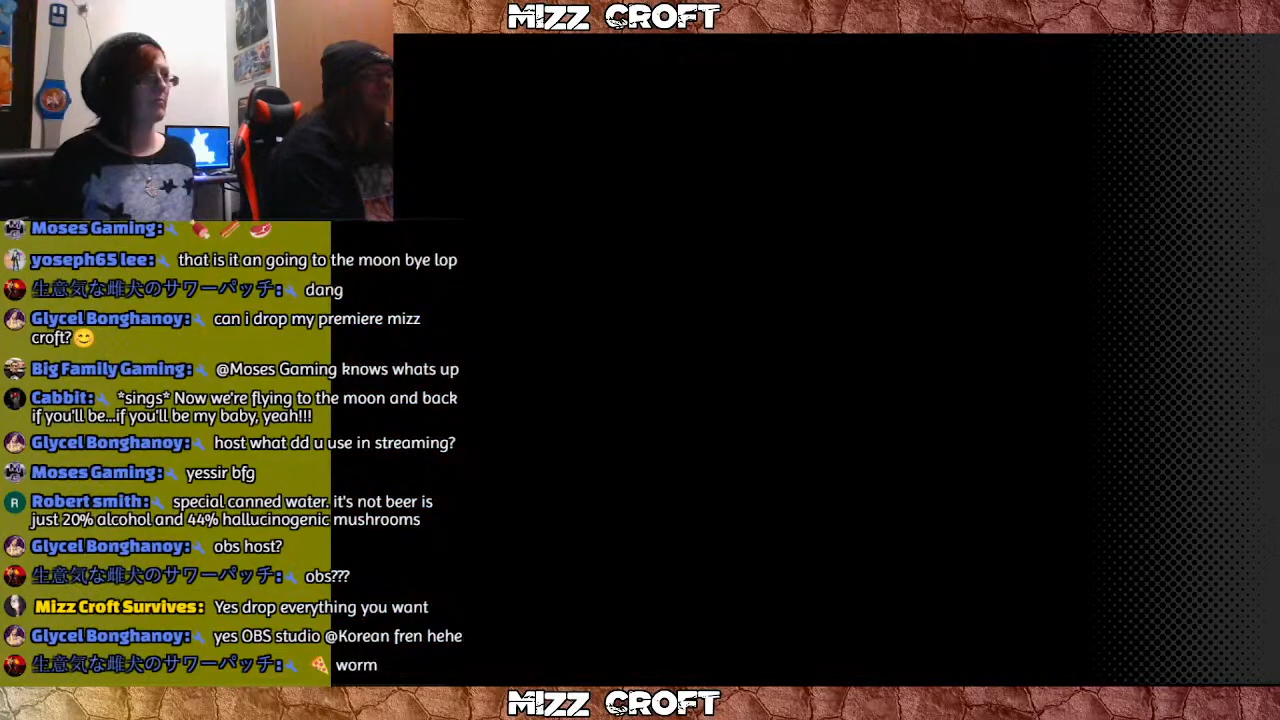 MIZZ CROFT
Moses Gaming:
yoseph65 lee: that is it an going to the moon bye lop
生意気な雌犬のサワーパッチ: dang
Glycel Bonghanoy: can i drop my premiere mizz
croft?😊
Big Family Gaming: @Moses Gaming knows whats up
Cabbit: *sings* Now we're flying to the moon and back
if you'll be...if you'll be my baby, yeah!!!
Glycel Bonghanoy: host what dd u use in streaming?
Moses Gaming: yessir bfg
R Robert smith: special canned water. it's not beer is
just 20% alcohol and 44% hallucinogenic mushrooms
Glycel Bonghanoy: obs host?
生意気な雌犬のサワーパッチ: obs???
Mizz Croft Survives: Yes drop everything you want
Glycel Bonghanoy: yes OBS studio @Korean fren hehe
生意気な雌犬のサワーパッチ: 🍕 worm
MIZZ CROFT